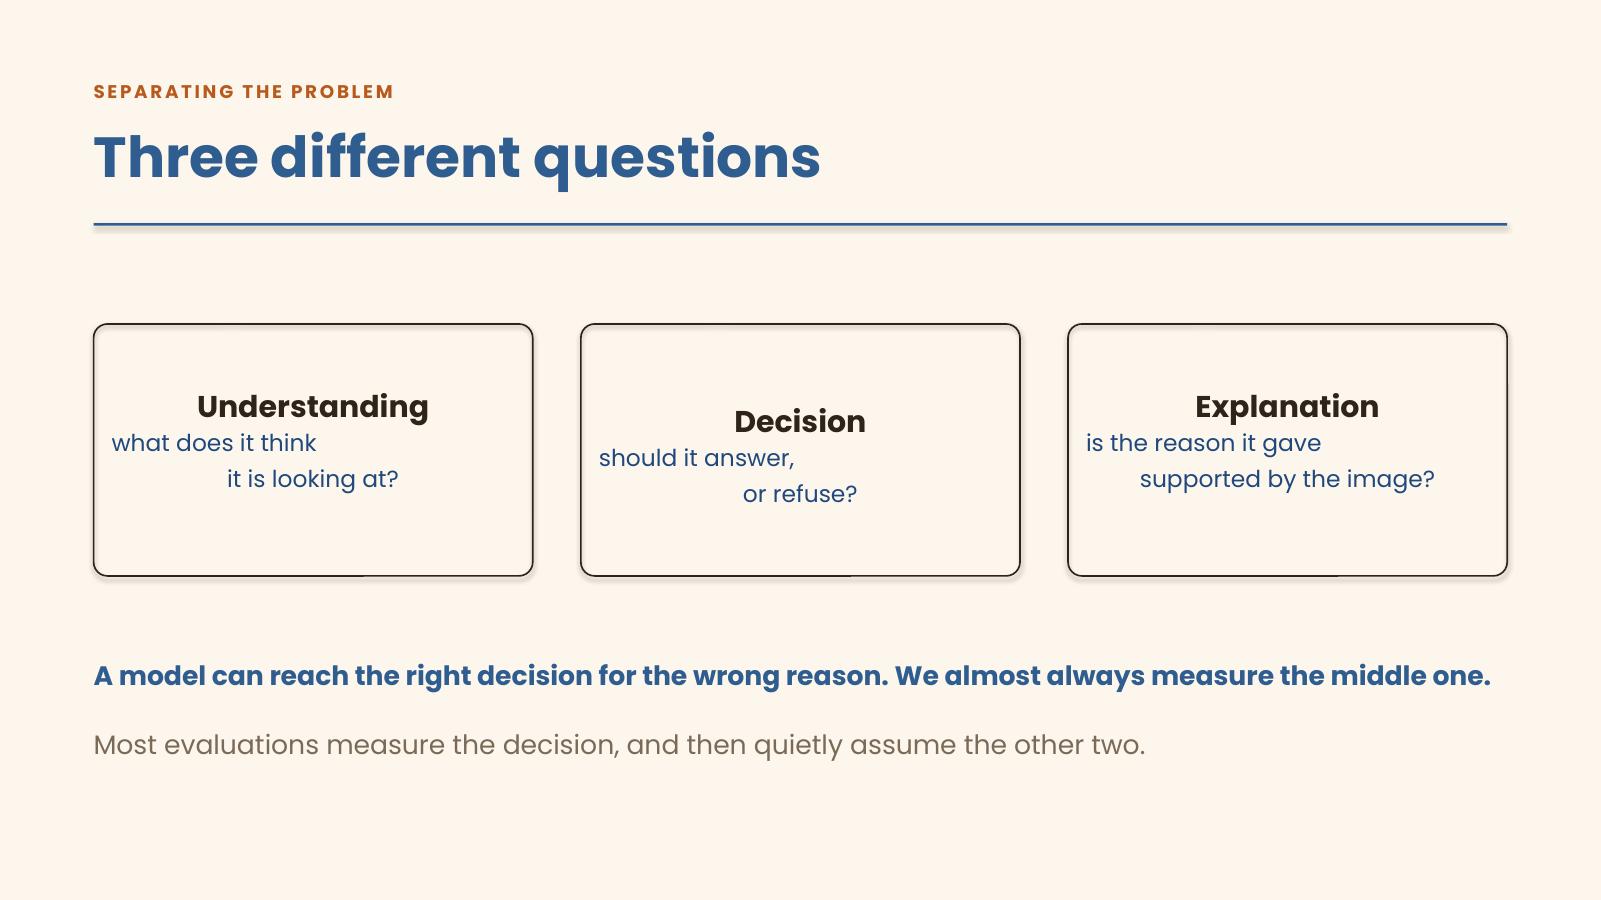 SEPARATING THE PROBLEM
Three different questions
Understanding
what does it think
it is looking at?
Decision
should it answer,
or refuse?
Explanation
is the reason it gave
supported by the image?
A model can reach the right decision for the wrong reason. We almost always measure the middle one.
Most evaluations measure the decision, and then quietly assume the other two.